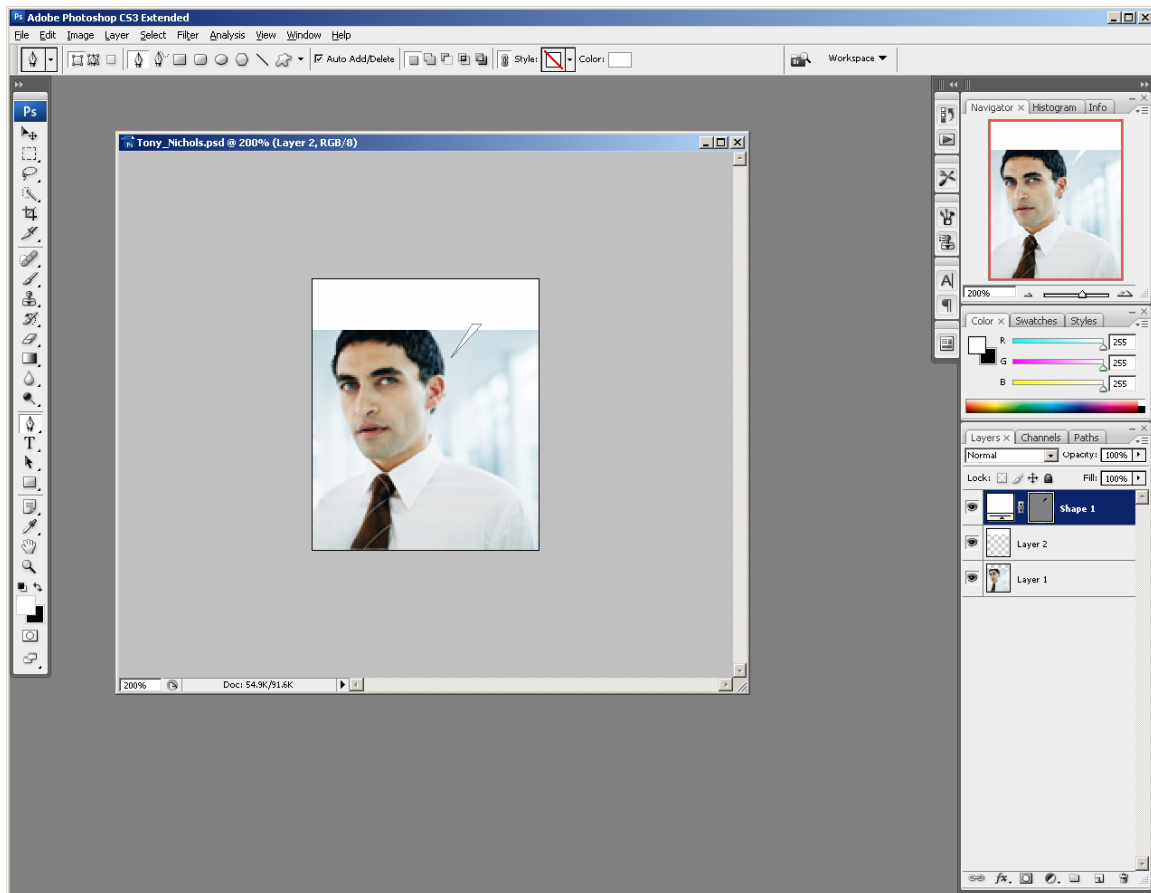 Ps Adobe Photoshop CS3 Extended
File Edit Image Layer Select Filter Analysis View Window Help
Auto Add/Delete Style: Color: Workspace
Ps
Tony_Nichols.psd @ 200% (Layer 2, RGB/8)
200% Doc: 54.9K/91.6K
Navigator × Histogram Info
200%
Color × Swatches Styles
R 255
G 255
B 255
Layers × Channels Paths
Normal Opacity: 100%
Lock: Fill: 100%
Shape 1
Layer 2
Layer 1
T
A
fx